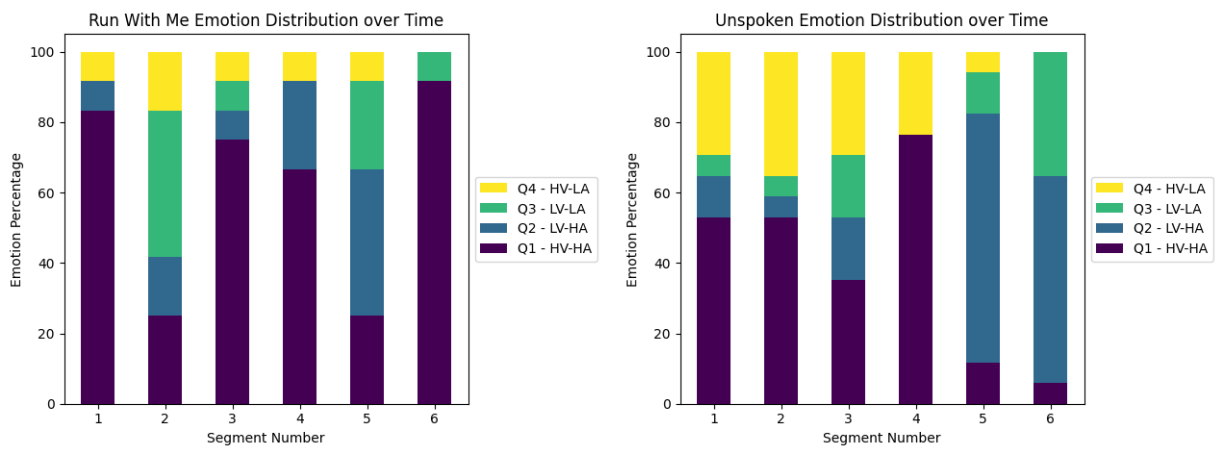 Run With Me Emotion Distribution over Time
100
80
60
40
20
0
Emotion Percentage
1 2 3 4 5 6
Segment Number
Q4 - HV-LA
Q3 - LV-LA
Q2 - LV-HA
Q1 - HV-HA
Unspoken Emotion Distribution over Time
100
80
60
40
20
0
Emotion Percentage
1 2 3 4 5 6
Segment Number
Q4 - HV-LA
Q3 - LV-LA
Q2 - LV-HA
Q1 - HV-HA